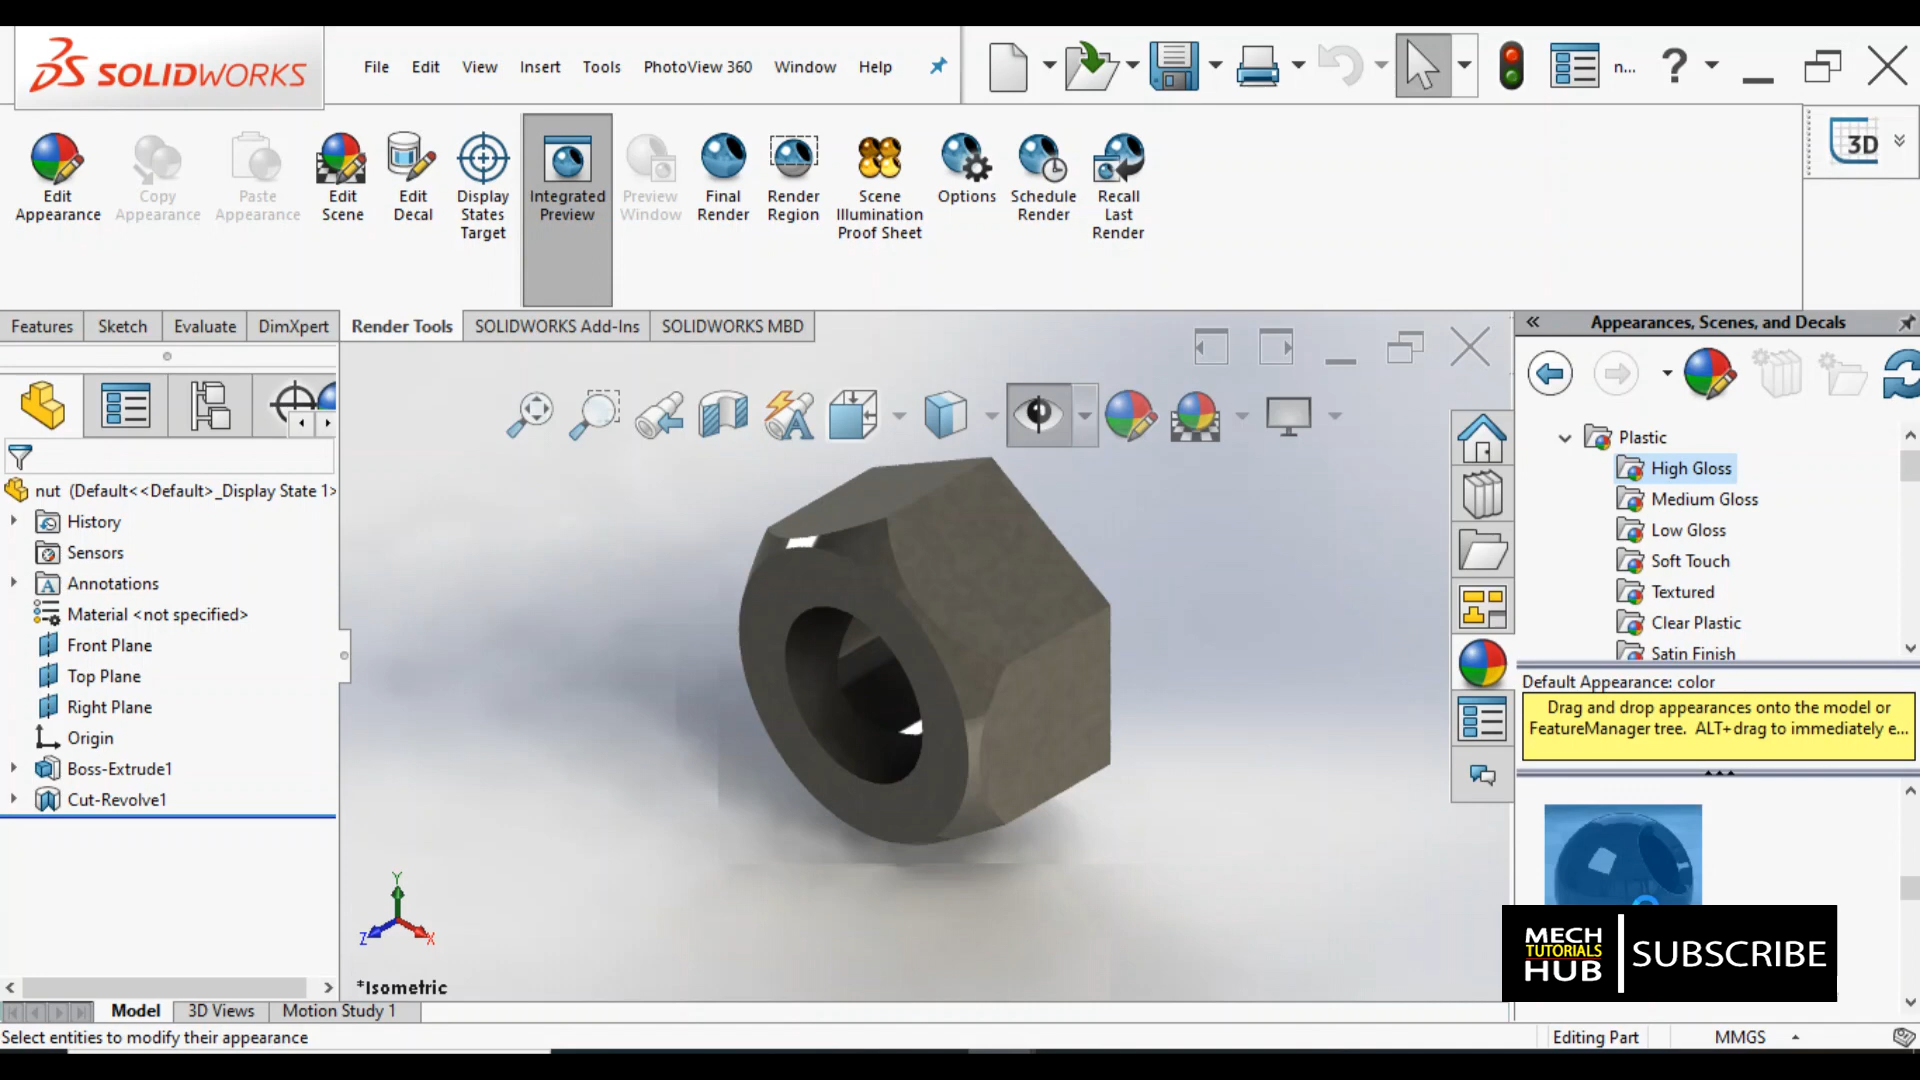 SOLIDWORKS
File Edit View Insert Tools PhotoView 360 Window Help
n...
?
Edit Appearance
Copy Appearance
Paste Appearance
Edit Scene
Edit Decal
Display States Target
Integrated Preview
Preview Window
Final Render
Render Region
Scene Illumination Proof Sheet
Options
Schedule Render
Recall Last Render
3D
Features Sketch Evaluate DimXpert Render Tools SOLIDWORKS Add-Ins SOLIDWORKS MBD
nut (Default<<Default>_Display State 1>
History
Sensors
Annotations
Material <not specified>
Front Plane
Top Plane
Right Plane
Origin
Boss-Extrude1
Cut-Revolve1
Y
Z
X
*Isometric
Appearances, Scenes, and Decals
Plastic
High Gloss
Medium Gloss
Low Gloss
Soft Touch
Textured
Clear Plastic
Satin Finish
Default Appearance: color
Drag and drop appearances onto the model or
FeatureManager tree. ALT+drag to immediately e...
MECH
TUTORIALS
HUB
SUBSCRIBE
Model 3D Views Motion Study 1
Select entities to modify their appearance
Editing Part
MMGS